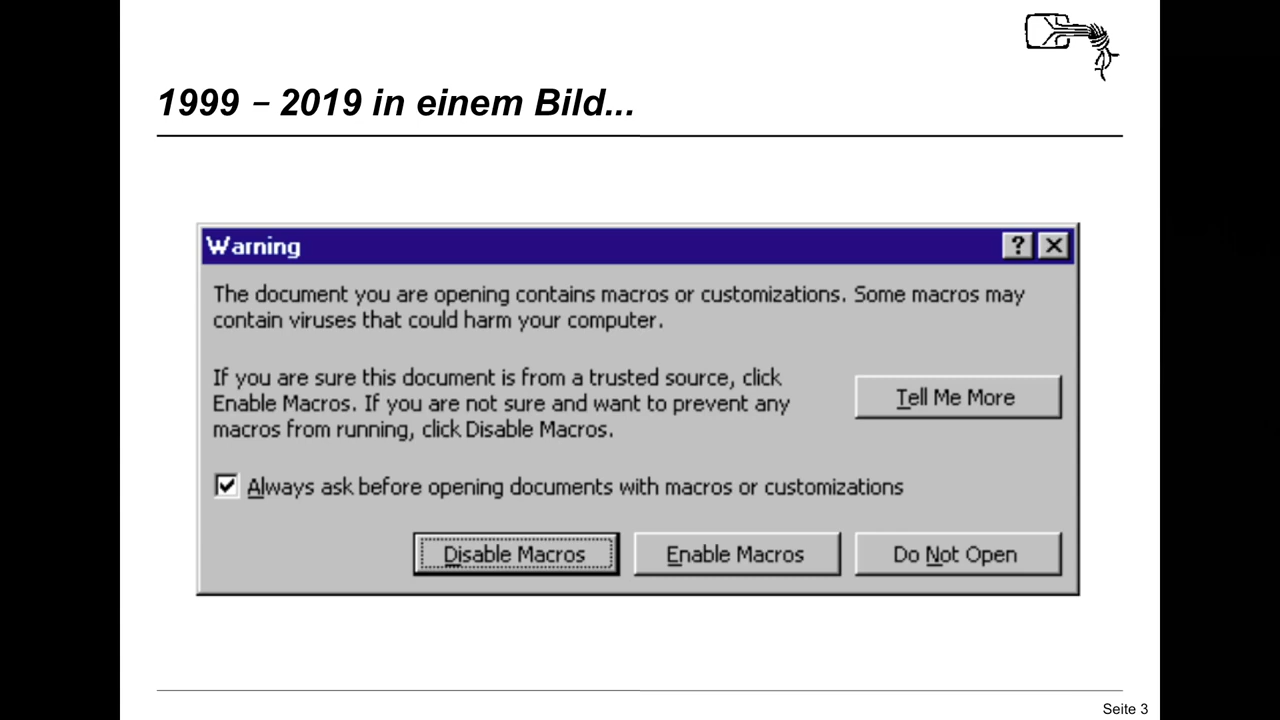 1999 – 2019 in einem Bild...
Warning
The document you are opening contains macros or customizations. Some macros may
contain viruses that could harm your computer.
If you are sure this document is from a trusted source, click
Enable Macros. If you are not sure and want to prevent any
macros from running, click Disable Macros.
Tell Me More
Always ask before opening documents with macros or customizations
Disable Macros Enable Macros Do Not Open
Seite 3